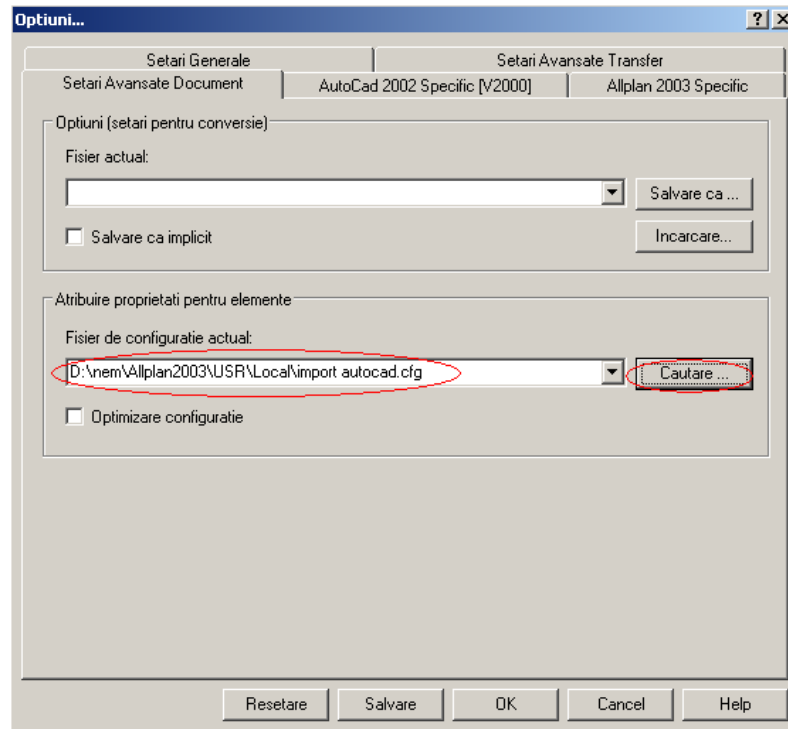 Optiuni...
Setari Generale
Setari Avansate Transfer
Setari Avansate Document
AutoCad 2002 Specific [V2000]
Allplan 2003 Specific
Optiuni (setari pentru conversie)
Fisier actual:
Salvare ca ...
Salvare ca implicit
Incarcare...
Atribuire proprietati pentru elemente
Fisier de configuratie actual:
D:\nem\Allplan2003\USR\Local\import autocad.cfg
Cautare ...
Optimizare configuratie
Resetare
Salvare
OK
Cancel
Help